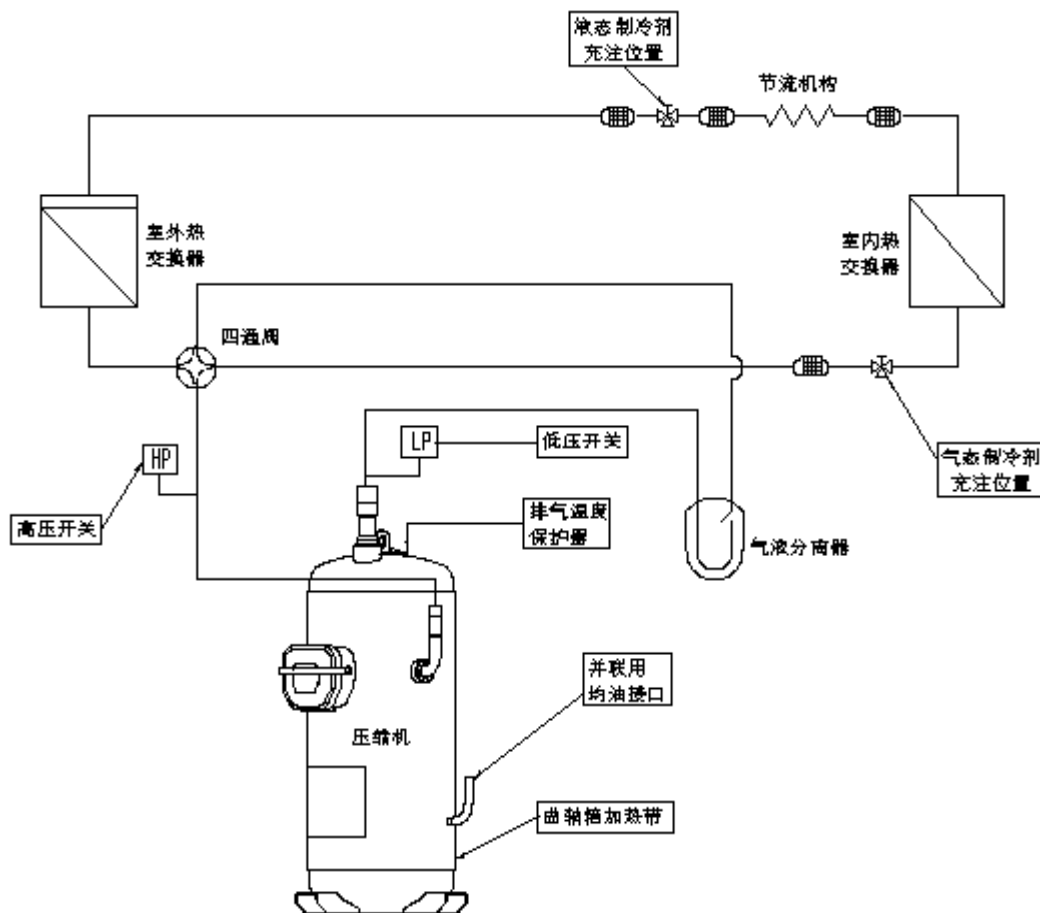 液态制冷剂
充注位置
节流机构
室外热
交换器
室内热
交换器
四通阀
HP
LP
低压开关
气态制冷剂
充注位置
高压开关
排气温度
保护器
气液分离器
并联用
均油接口
压缩机
曲轴箱加热带